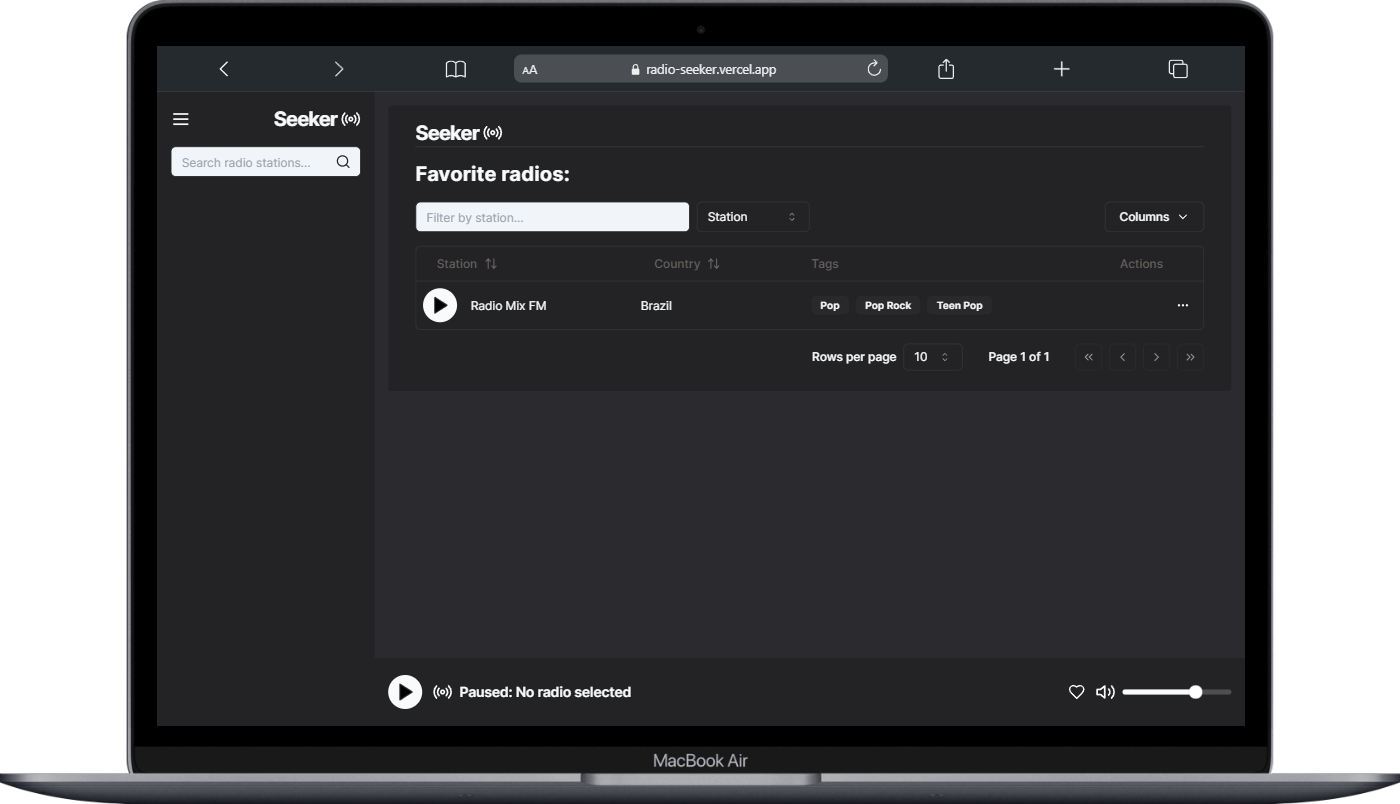 AA
radio-seeker.vercel.app
Seeker
Search radio stations...
Seeker
Favorite radios:
Filter by station...
Station
Columns
Station Country Tags Actions
Radio Mix FM Brazil Pop Pop Rock Teen Pop
Rows per page 10 Page 1 of 1
Paused: No radio selected
MacBook Air